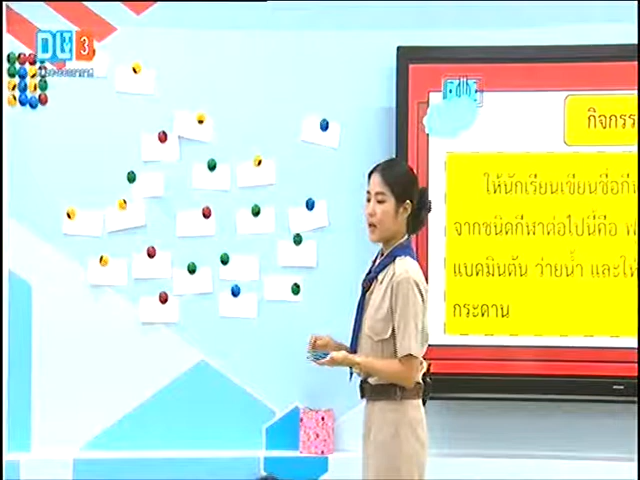 DLTV 3
กิจกรร
ให้นักเรียนเขียนชื่อกี
จากชนิดกีฬาต่อไปนี้คือ ฟ
แบดมินตัน ว่ายน้ำ และให้
กระดาน